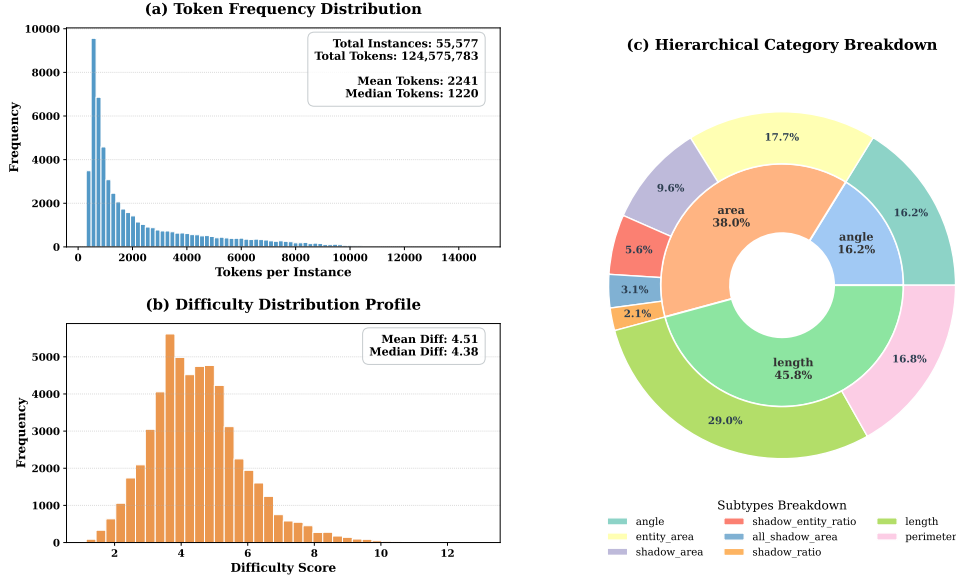 (a) Token Frequency Distribution
10000
8000
6000
4000
2000
0
Frequency
Total Instances: 55,577
Total Tokens: 124,575,783
Mean Tokens: 2241
Median Tokens: 1220
0 2000 4000 6000 8000 10000 12000 14000
Tokens per Instance
(b) Difficulty Distribution Profile
5000
4000
3000
2000
1000
0
Frequency
Mean Diff: 4.51
Median Diff: 4.38
2 4 6 8 10 12
Difficulty Score
(c) Hierarchical Category Breakdown
17.7%
9.6%
16.2%
area
38.0%
angle
16.2%
5.6%
3.1%
2.1%
length
45.8%
16.8%
29.0%
Subtypes Breakdown
angle shadow_entity_ratio length
entity_area all_shadow_area perimeter
shadow_area shadow_ratio